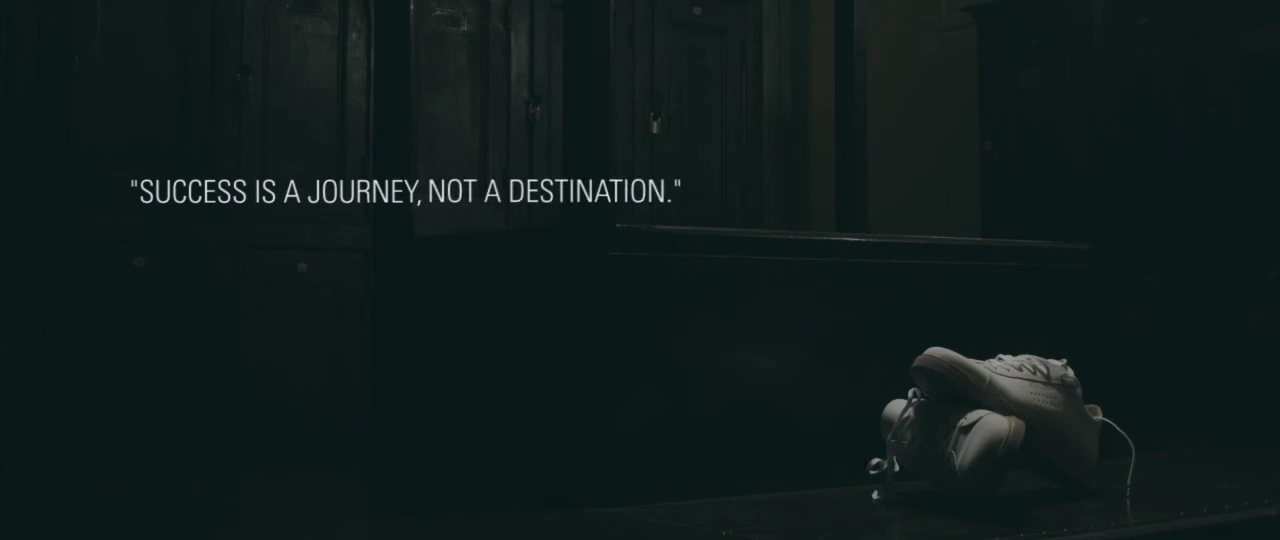 "SUCCESS IS A JOURNEY, NOT A DESTINATION."